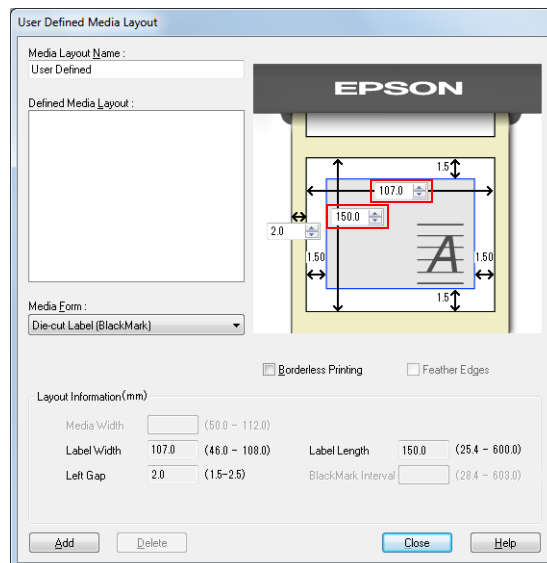 User Defined Media Layout
Media Layout Name :
User Defined
Defined Media Layout :
EPSON
1.5
107.0
150.0
2.0
A
1.50
1.50
1.5
Media Form :
Die-cut Label (BlackMark)
Borderless Printing
Feather Edges
Layout Information(mm)
Media Width (50.0 - 112.0)
Label Width 107.0 (46.0 - 108.0) Label Length 150.0 (25.4 - 600.0)
Left Gap 2.0 (1.5-2.5) BlackMark Interval (28.4 - 603.0)
Add Delete Close Help